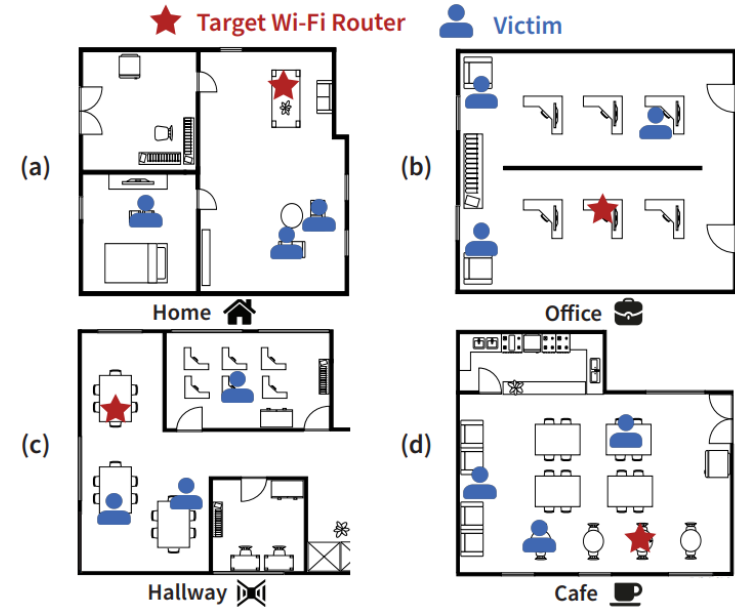 Target Wi-Fi Router Victim
(a)
(b)
Home
Office
(c)
(d)
Hallway
Cafe